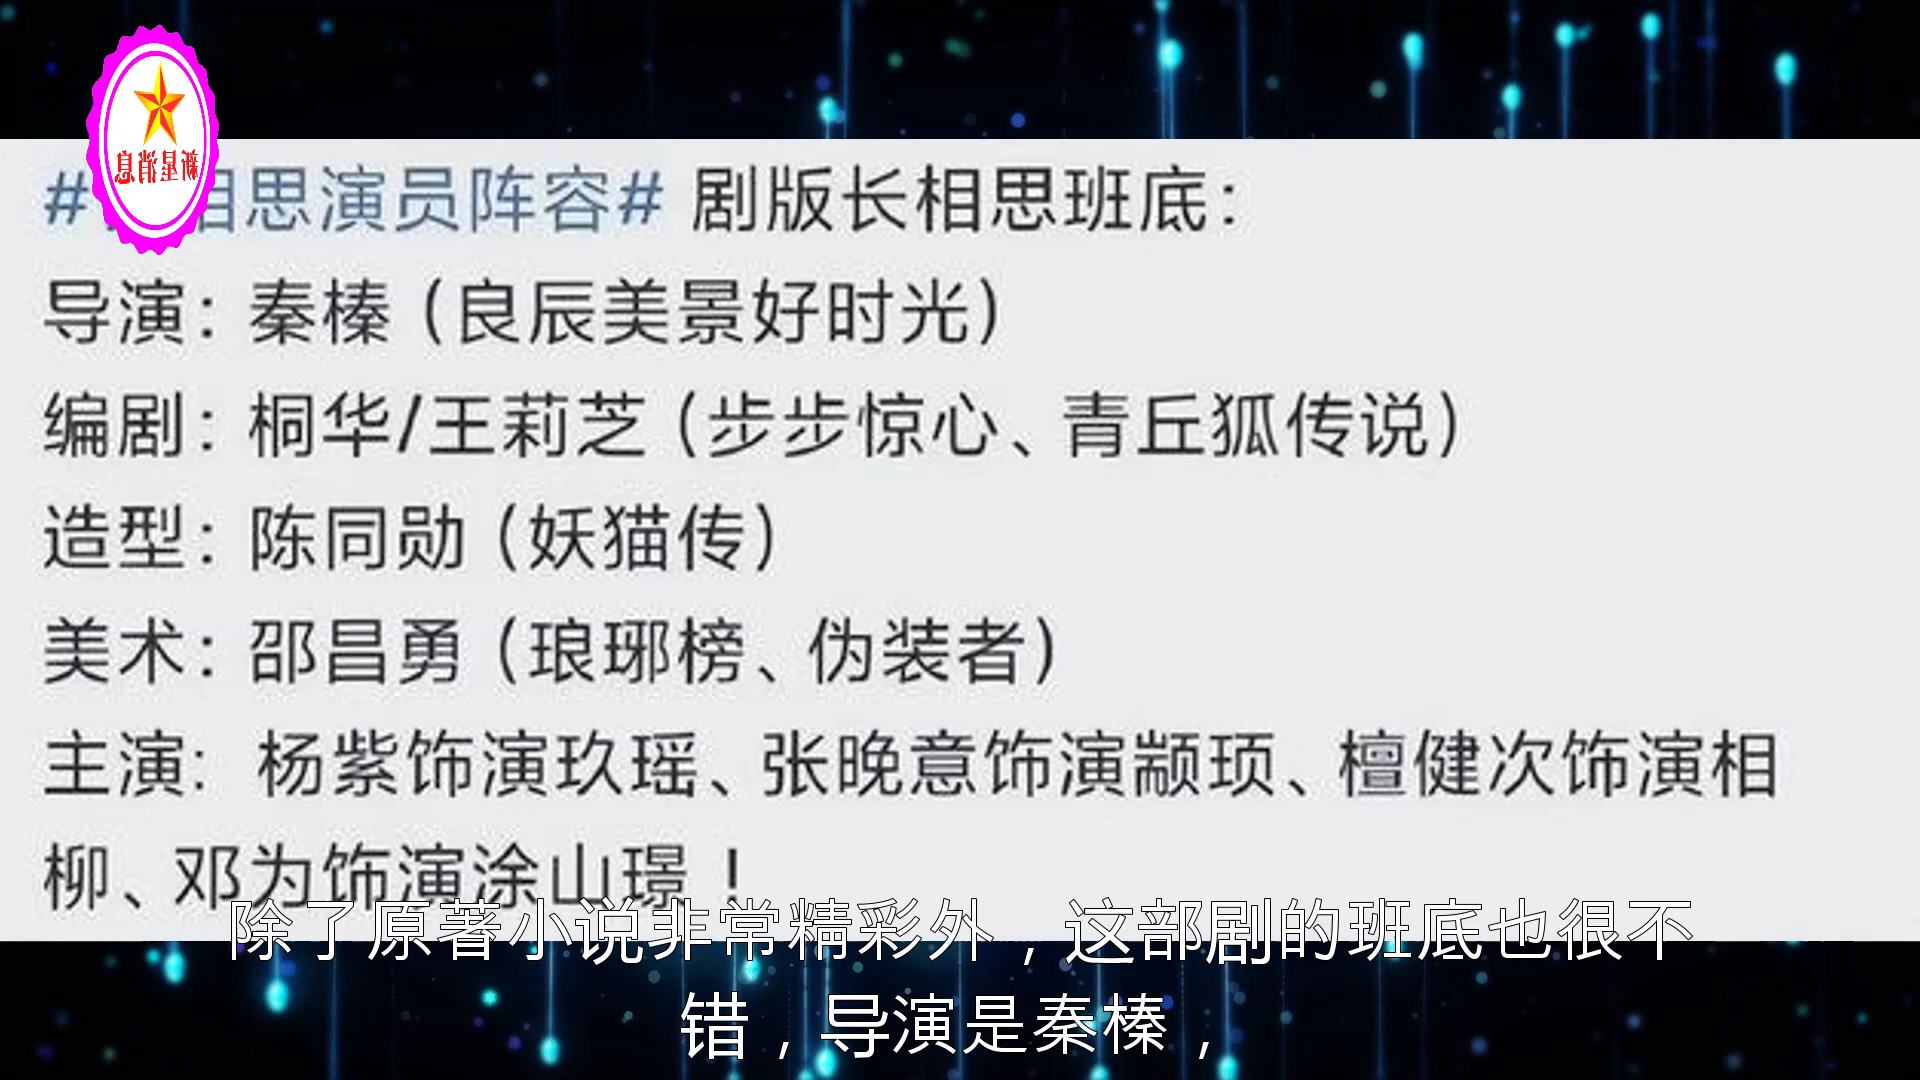 新星消息
#长相思演员阵容# 剧版长相思班底：
导演：秦榛（良辰美景好时光）
编剧：桐华/王莉芝（步步惊心、青丘狐传说）
造型：陈同勋（妖猫传）
美术：邵昌勇（琅琊榜、伪装者）
主演: 杨紫饰演玖瑶、张晚意饰演颛顼、檀健次饰演相
柳、邓为饰演涂山璟！
除了原著小说非常精彩外，这部剧的班底也很不
错，导演是秦榛，